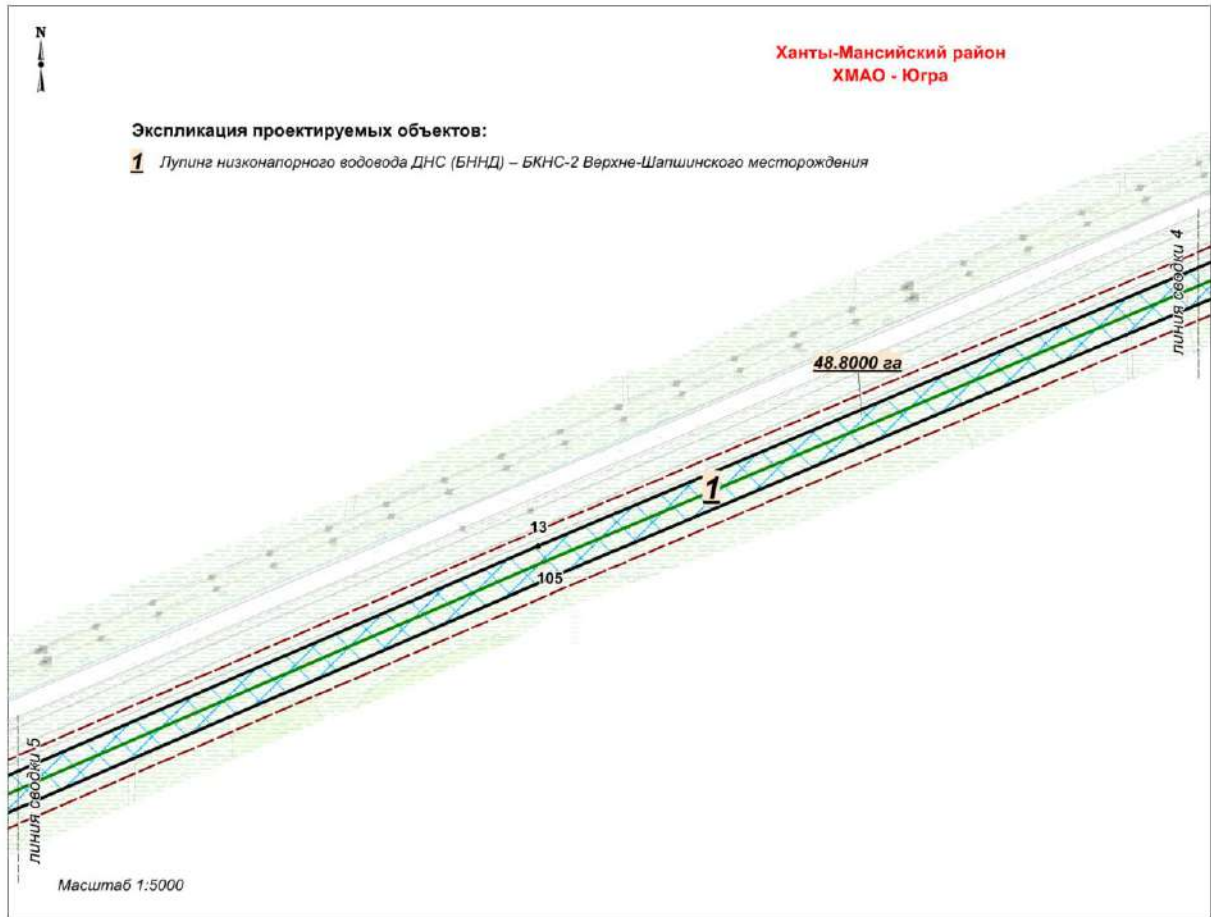 N
Ханты-Мансийский район
ХМАО - Югра
Экспликация проектируемых объектов:
1 Лупинг низконапорного водовода ДНС (БННД) – БКНС-2 Верхне-Шапшинского месторождения
линия сводки 4
48.8000 га
1
13
105
линия сводки 5
Масштаб 1:5000